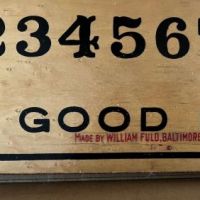 234567
GOOD
MADE BY WILLIAM FULD, BALTIMORE